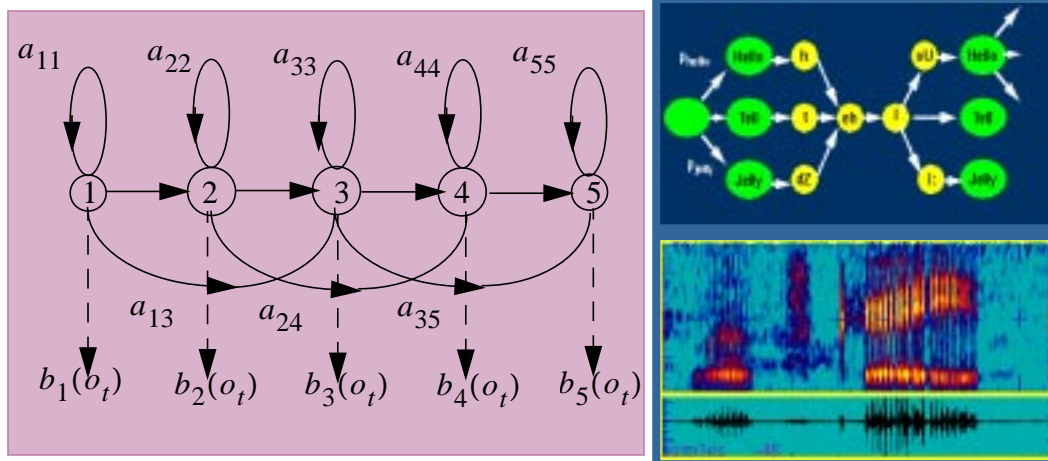 a11 a22 a33 a44 a55
1 2 3 4 5
a13 a24 a35
b1(ot) b2(ot) b3(ot) b4(ot) b5(ot)
Hello h oU Hello
Tell t eh l Tell
Jelly dZ i: Jelly